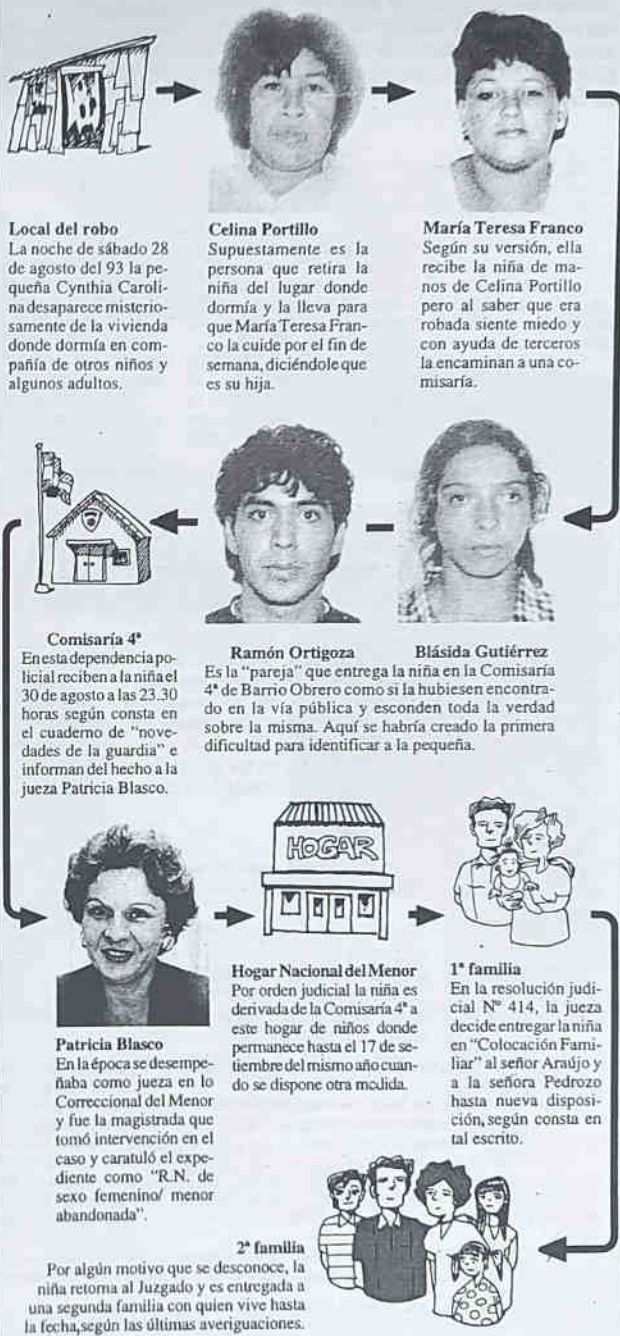 Local del robo
La noche de sábado 28
de agosto del 93 la pe-
queña Cynthia Caroli-
na desaparece misterio-
samente de la vivienda
donde dormía en com-
pañía de otros niños y
algunos adultos.
Celina Portillo
Supuestamente es la
persona que retira la
niña del lugar donde
dormía y la lleva para
que María Teresa Fran-
co la cuide por el fin de
semana, diciéndole que
es su hija.
María Teresa Franco
Según su versión, ella
recibe la niña de ma-
nos de Celina Portillo
pero al saber que era
robada siente miedo y
con ayuda de terceros
la encaminan a una co-
misaría.
Comisaría 4ª
En esta dependencia po-
licial reciben a la niña el
30 de agosto a las 23.30
horas según consta en
el cuaderno de "nove-
dades de la guardia" e
informan del hecho a la
jueza Patricia Blasco.
Ramón Ortigoza
Blásida Gutiérrez
Es la "pareja" que entrega la niña en la Comisaría
4ª de Barrio Obrero como si la hubiesen encontra-
do en la vía pública y esconden toda la verdad
sobre la misma. Aquí se habría creado la primera
dificultad para identificar a la pequeña.
Patricia Blasco
En la época se desempe-
ñaba como jueza en lo
Correccional del Menor
y fue la magistrada que
tomó intervención en el
caso y caratuló el expe-
diente como "R.N. de
sexo femenino/ menor
abandonada".
HOGAR
Hogar Nacional del Menor
Por orden judicial la niña es
derivada de la Comisaría 4ª a
este hogar de niños donde
permanece hasta el 17 de se-
tiembre del mismo año cuan-
do se dispone otra medida.
1ª familia
En la resolución judi-
cial Nº 414, la jueza
decide entregar la niña
en "Colocación Fami-
liar" al señor Araújo y
a la señora Pedrozo
hasta nueva disposi-
ción, según consta en
tal escrito.
2ª familia
Por algún motivo que se desconoce, la
niña retorna al Juzgado y es entregada a
una segunda familia con quien vive hasta
la fecha, según las últimas averiguaciones.